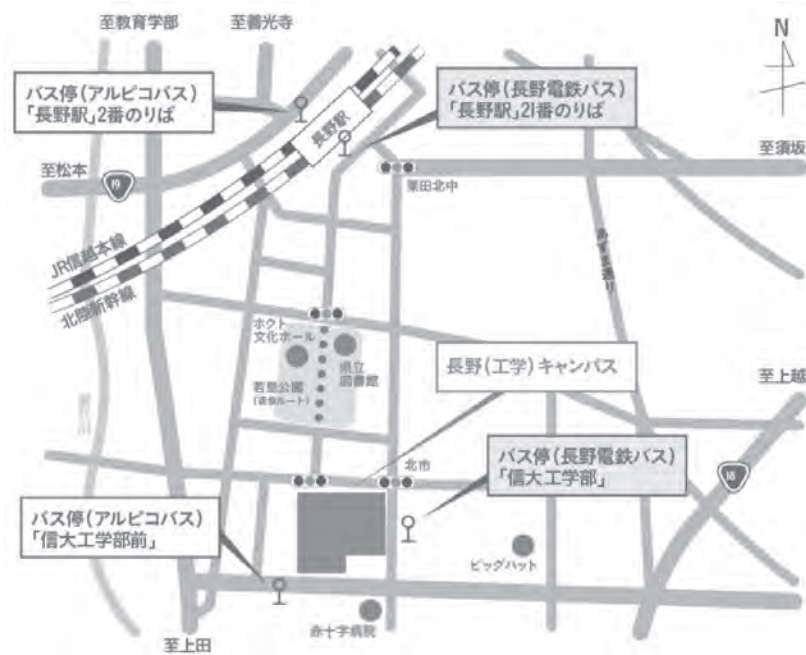 至教育学部
至善光寺
N
バス停(アルピコバス)
「長野駅」2番のりば
長野駅
バス停(長野電鉄バス)
「長野駅」21番のりば
至須坂
至松本
19
栗田北中
あずま通り
JR信越本線
北陸新幹線
ホクト
文化ホール
県立
図書館
若里公園
長野(工学)キャンパス
至上越
北市
バス停(長野電鉄バス)
「信大工学部」
18
バス停(アルピコバス)
「信大工学部前」
ビッグハット
赤十字病院
至上田